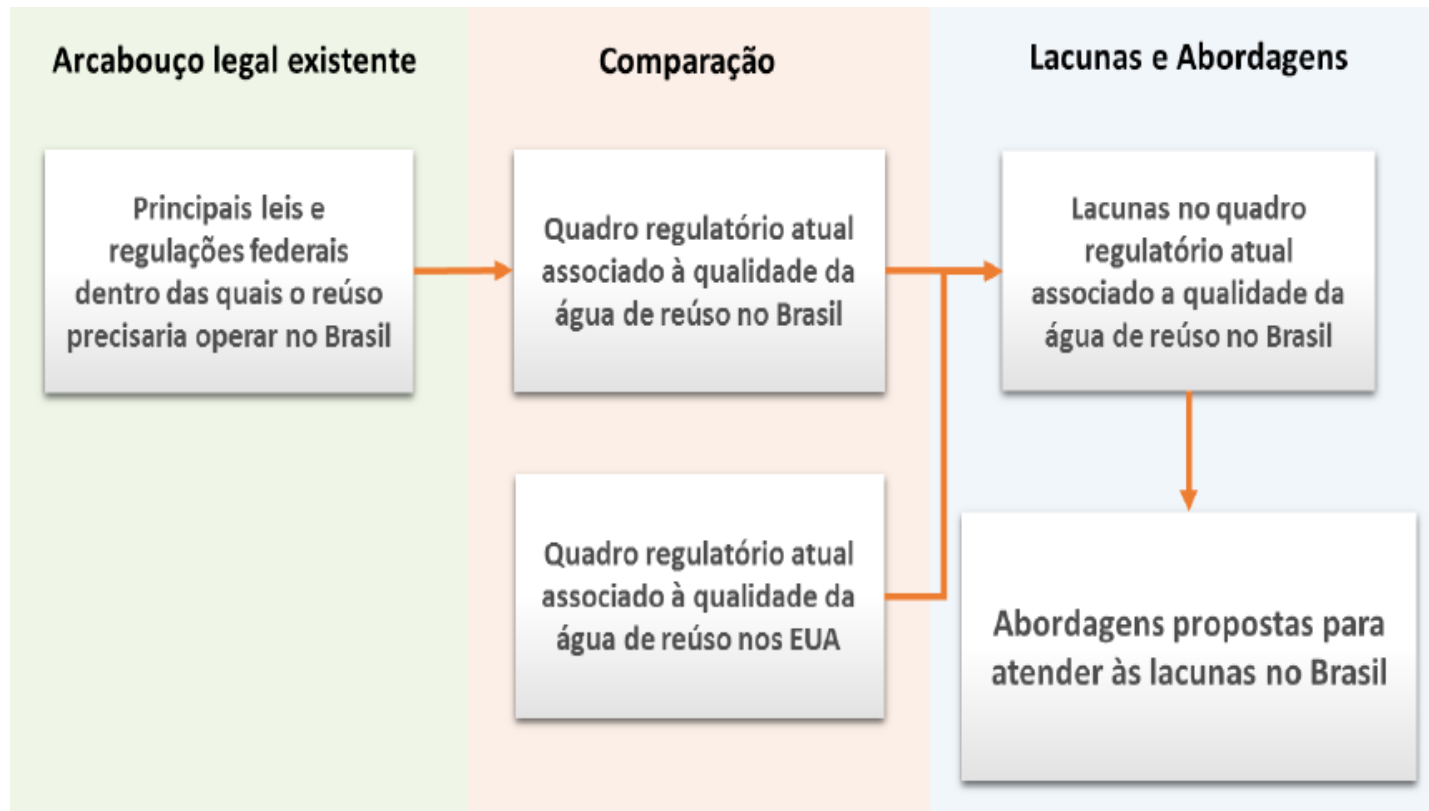 Arcabouço legal existente
Principais leis e
regulações federais
dentro das quais o reúso
precisaria operar no Brasil
Comparação
Quadro regulatório atual
associado à qualidade da
água de reúso no Brasil
Quadro regulatório atual
associado à qualidade da
água de reúso nos EUA
Lacunas e Abordagens
Lacunas no quadro
regulatório atual
associado a qualidade da
água de reúso no Brasil
Abordagens propostas para
atender às lacunas no Brasil